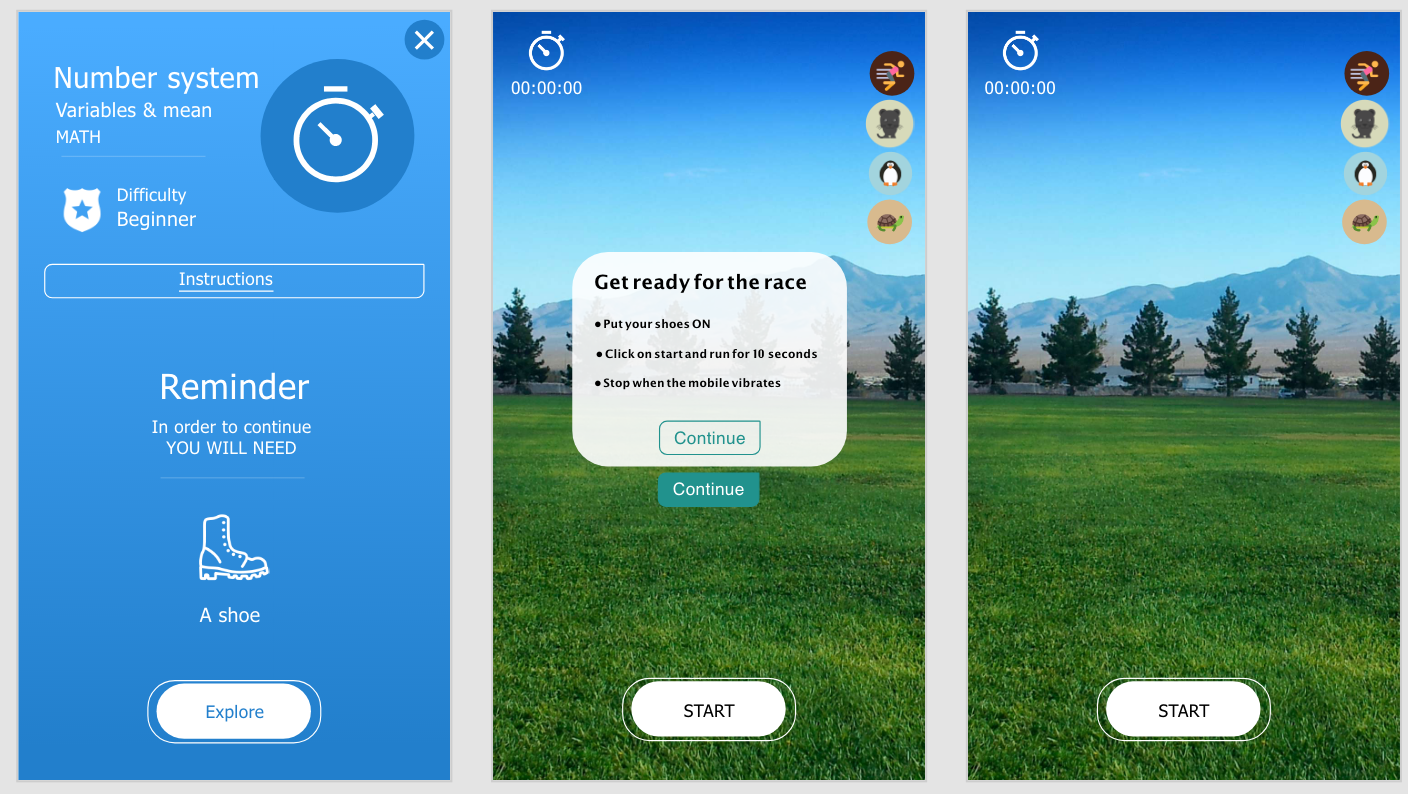 Number system
Variables & mean
MATH
Difficulty
Beginner
Instructions
Reminder
In order to continue
YOU WILL NEED
A shoe
Explore
00:00:00
Get ready for the race
• Put your shoes ON
• Click on start and run for 10 seconds
• Stop when the mobile vibrates
Continue
Continue
START
00:00:00
START